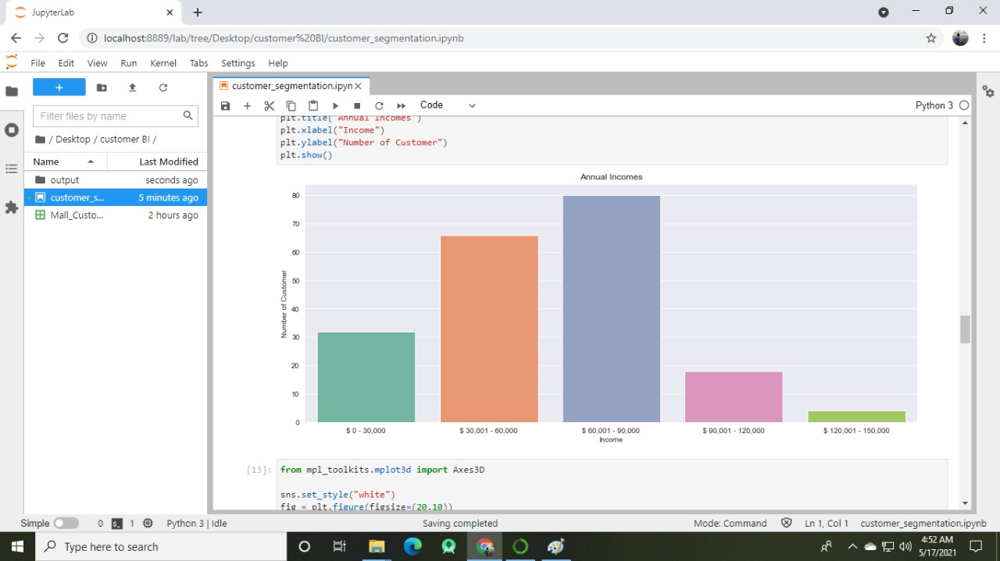 JupyterLab
localhost:8889/lab/tree/Desktop/customer%20BI/customer_segmentation.ipynb
File Edit View Run Kernel Tabs Settings Help
customer_segmentation.ipyn
Code
Python 3
Filter files by name
/ Desktop / customer BI /
Name Last Modified
output seconds ago
customer_s... 5 minutes ago
Mall_Custo... 2 hours ago
plt.title("Annual Incomes")
plt.xlabel("Income")
plt.ylabel("Number of Customer")
plt.show()
Annual Incomes
80
70
60
50
40
30
20
10
0
Number of Customer
$ 0 - 30,000 $ 30,001 - 60,000 $ 60,001 - 90,000 $ 90,001 - 120,000 $ 120,001 - 150,000
Income
[13]: from mpl_toolkits.mplot3d import Axes3D
sns.set_style("white")
fig = plt.figure(figsize=(20,10))
Simple 0 $_ 1 Python 3 | Idle Saving completed Mode: Command Ln 1, Col 1 customer_segmentation.ipynb
Type here to search
4:52 AM
5/17/2021